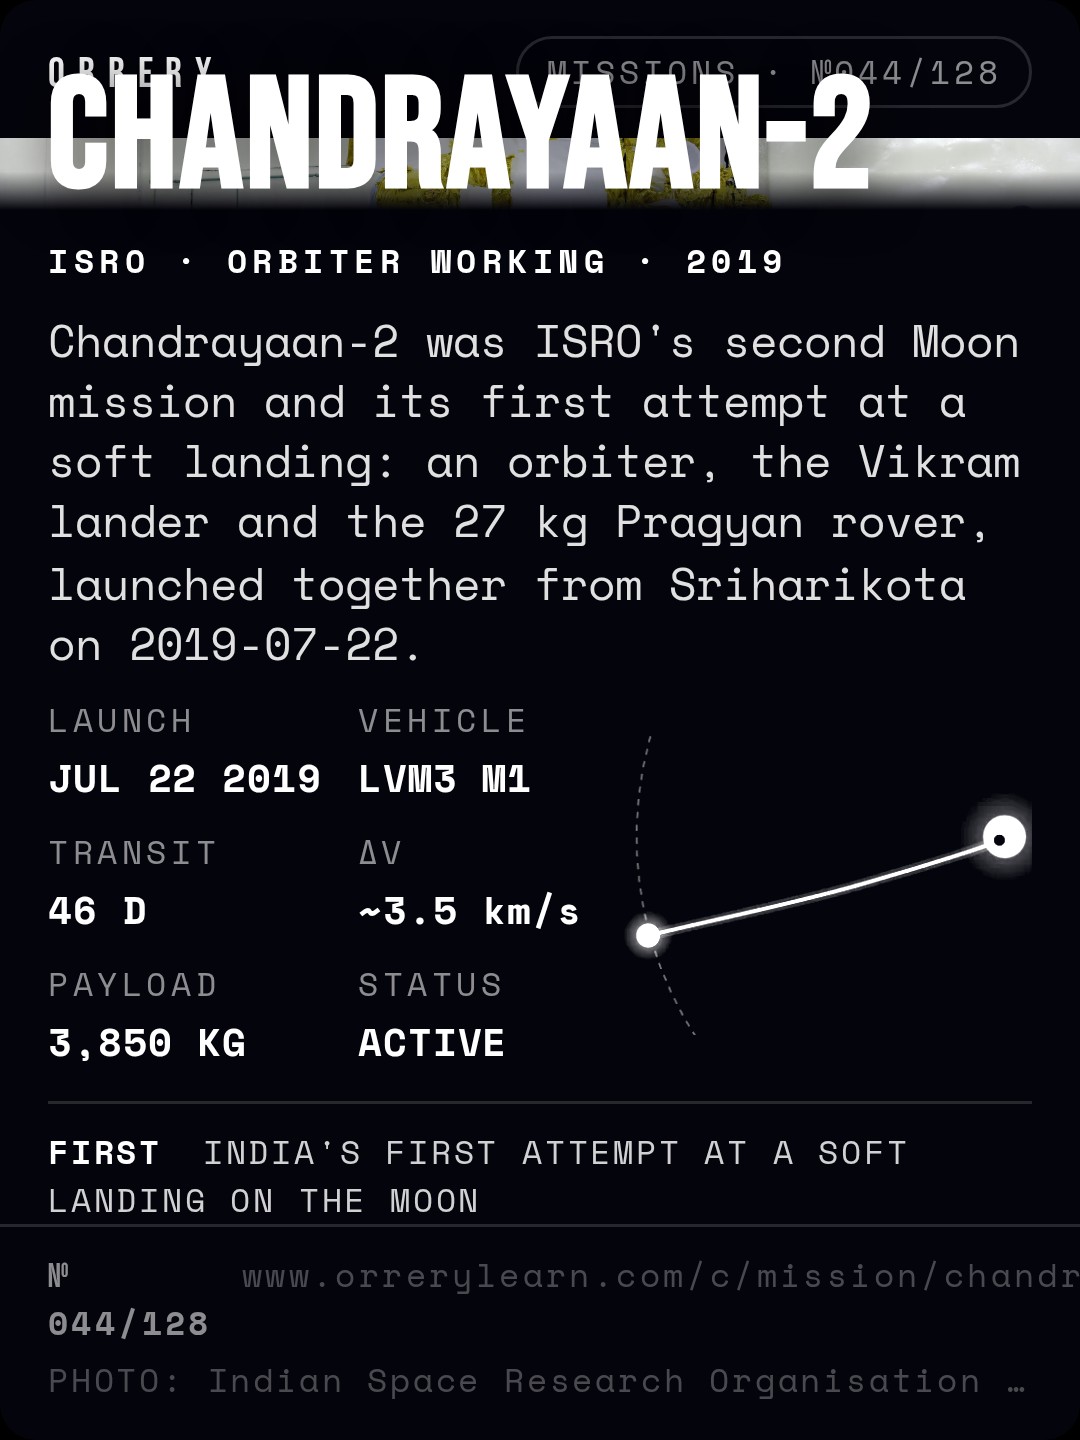 ORRERY
MISSIONS · №044/128
CHANDRAYAAN-2
ISRO · ORBITER WORKING · 2019
Chandrayaan-2 was ISRO's second Moon
mission and its first attempt at a
soft landing: an orbiter, the Vikram
lander and the 27 kg Pragyan rover,
launched together from Sriharikota
on 2019-07-22.
LAUNCH VEHICLE
JUL 22 2019 LVM3 M1
TRANSIT ΔV
46 D ~3.5 km/s
PAYLOAD STATUS
3,850 KG ACTIVE
FIRST INDIA'S FIRST ATTEMPT AT A SOFT
LANDING ON THE MOON
№ www.orrerylearn.com/c/mission/chandr
044/128
PHOTO: Indian Space Research Organisation …